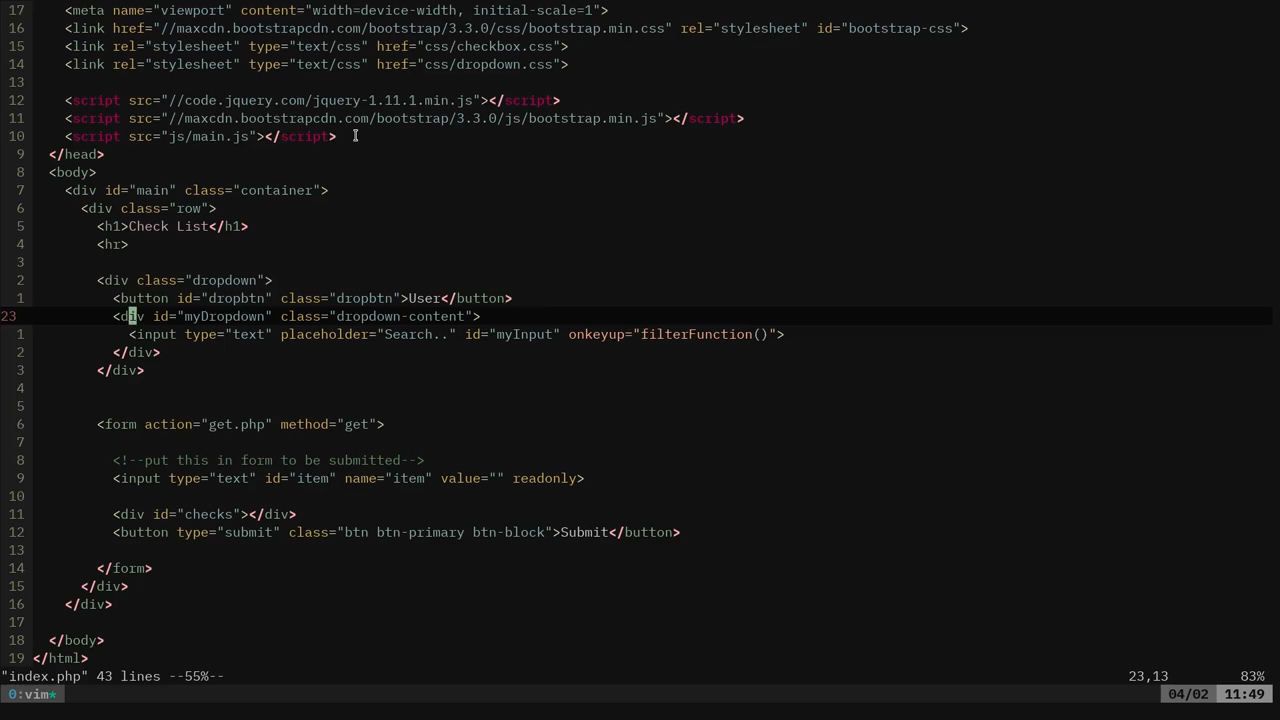 17     <meta name="viewport" content="width=device-width, initial-scale=1">
16     <link href="//maxcdn.bootstrapcdn.com/bootstrap/3.3.0/css/bootstrap.min.css" rel="stylesheet" id="bootstrap-css">
15     <link rel="stylesheet" type="text/css" href="css/checkbox.css">
14     <link rel="stylesheet" type="text/css" href="css/dropdown.css">
13
12     <script src="//code.jquery.com/jquery-1.11.1.min.js"></script>
11     <script src="//maxcdn.bootstrapcdn.com/bootstrap/3.3.0/js/bootstrap.min.js"></script>
10     <script src="js/main.js"></script>
9   </head>
8   <body>
7     <div id="main" class="container">
6       <div class="row">
5         <h1>Check List</h1>
4         <hr>
3
2         <div class="dropdown">
1           <button id="dropbtn" class="dropbtn">User</button>
23          <div id="myDropdown" class="dropdown-content">
1             <input type="text" placeholder="Search.." id="myInput" onkeyup="filterFunction()">
2           </div>
3         </div>
4
5
6         <form action="get.php" method="get">
7
8           <!--put this in form to be submitted-->
9           <input type="text" id="item" name="item" value="" readonly>
10
11          <div id="checks"></div>
12          <button type="submit" class="btn btn-primary btn-block">Submit</button>
13
14        </form>
15      </div>
16    </div>
17
18  </body>
19 </html>
"index.php" 43 lines --55%-- 23,13 83%
0:vim* 04/02 11:49